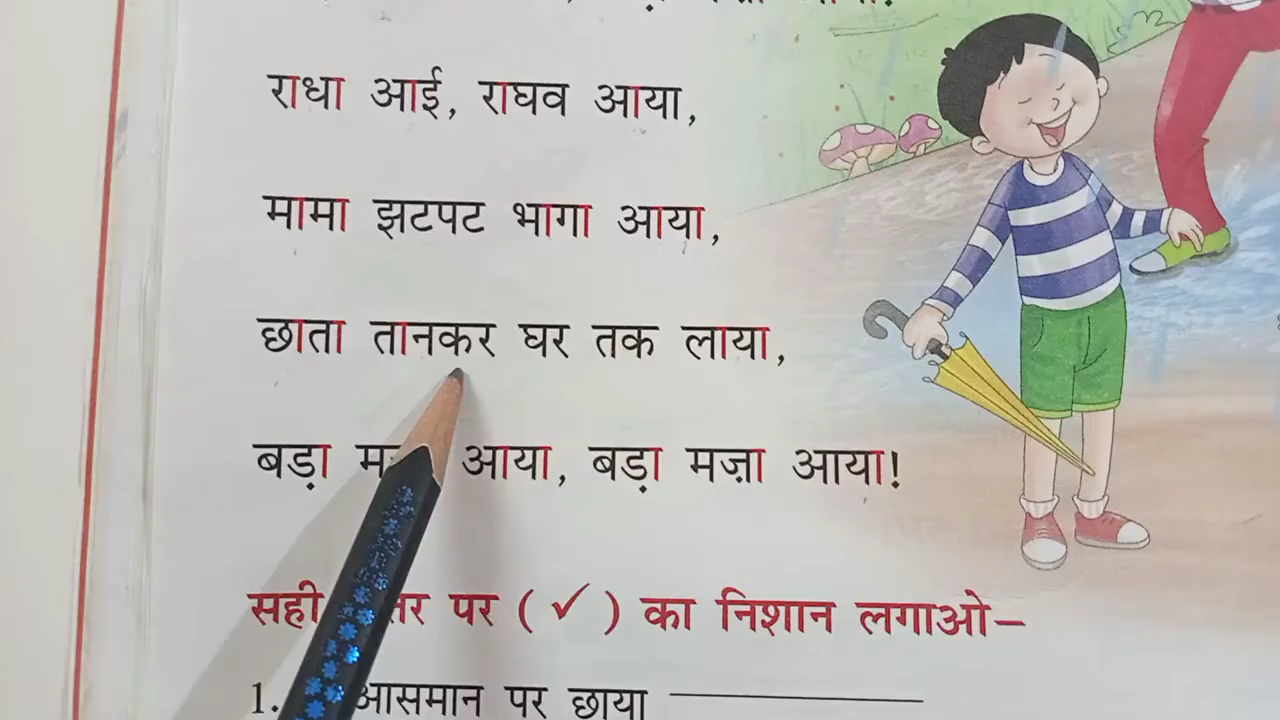 राधा आई, राघव आया,
मामा झटपट भागा आया,
छाता तानकर घर तक लाया,
बड़ा आया, बड़ा मज़ा आया!
सही पर ( ✓ ) का निशान लगाओ–
1. आसमान पर छाया